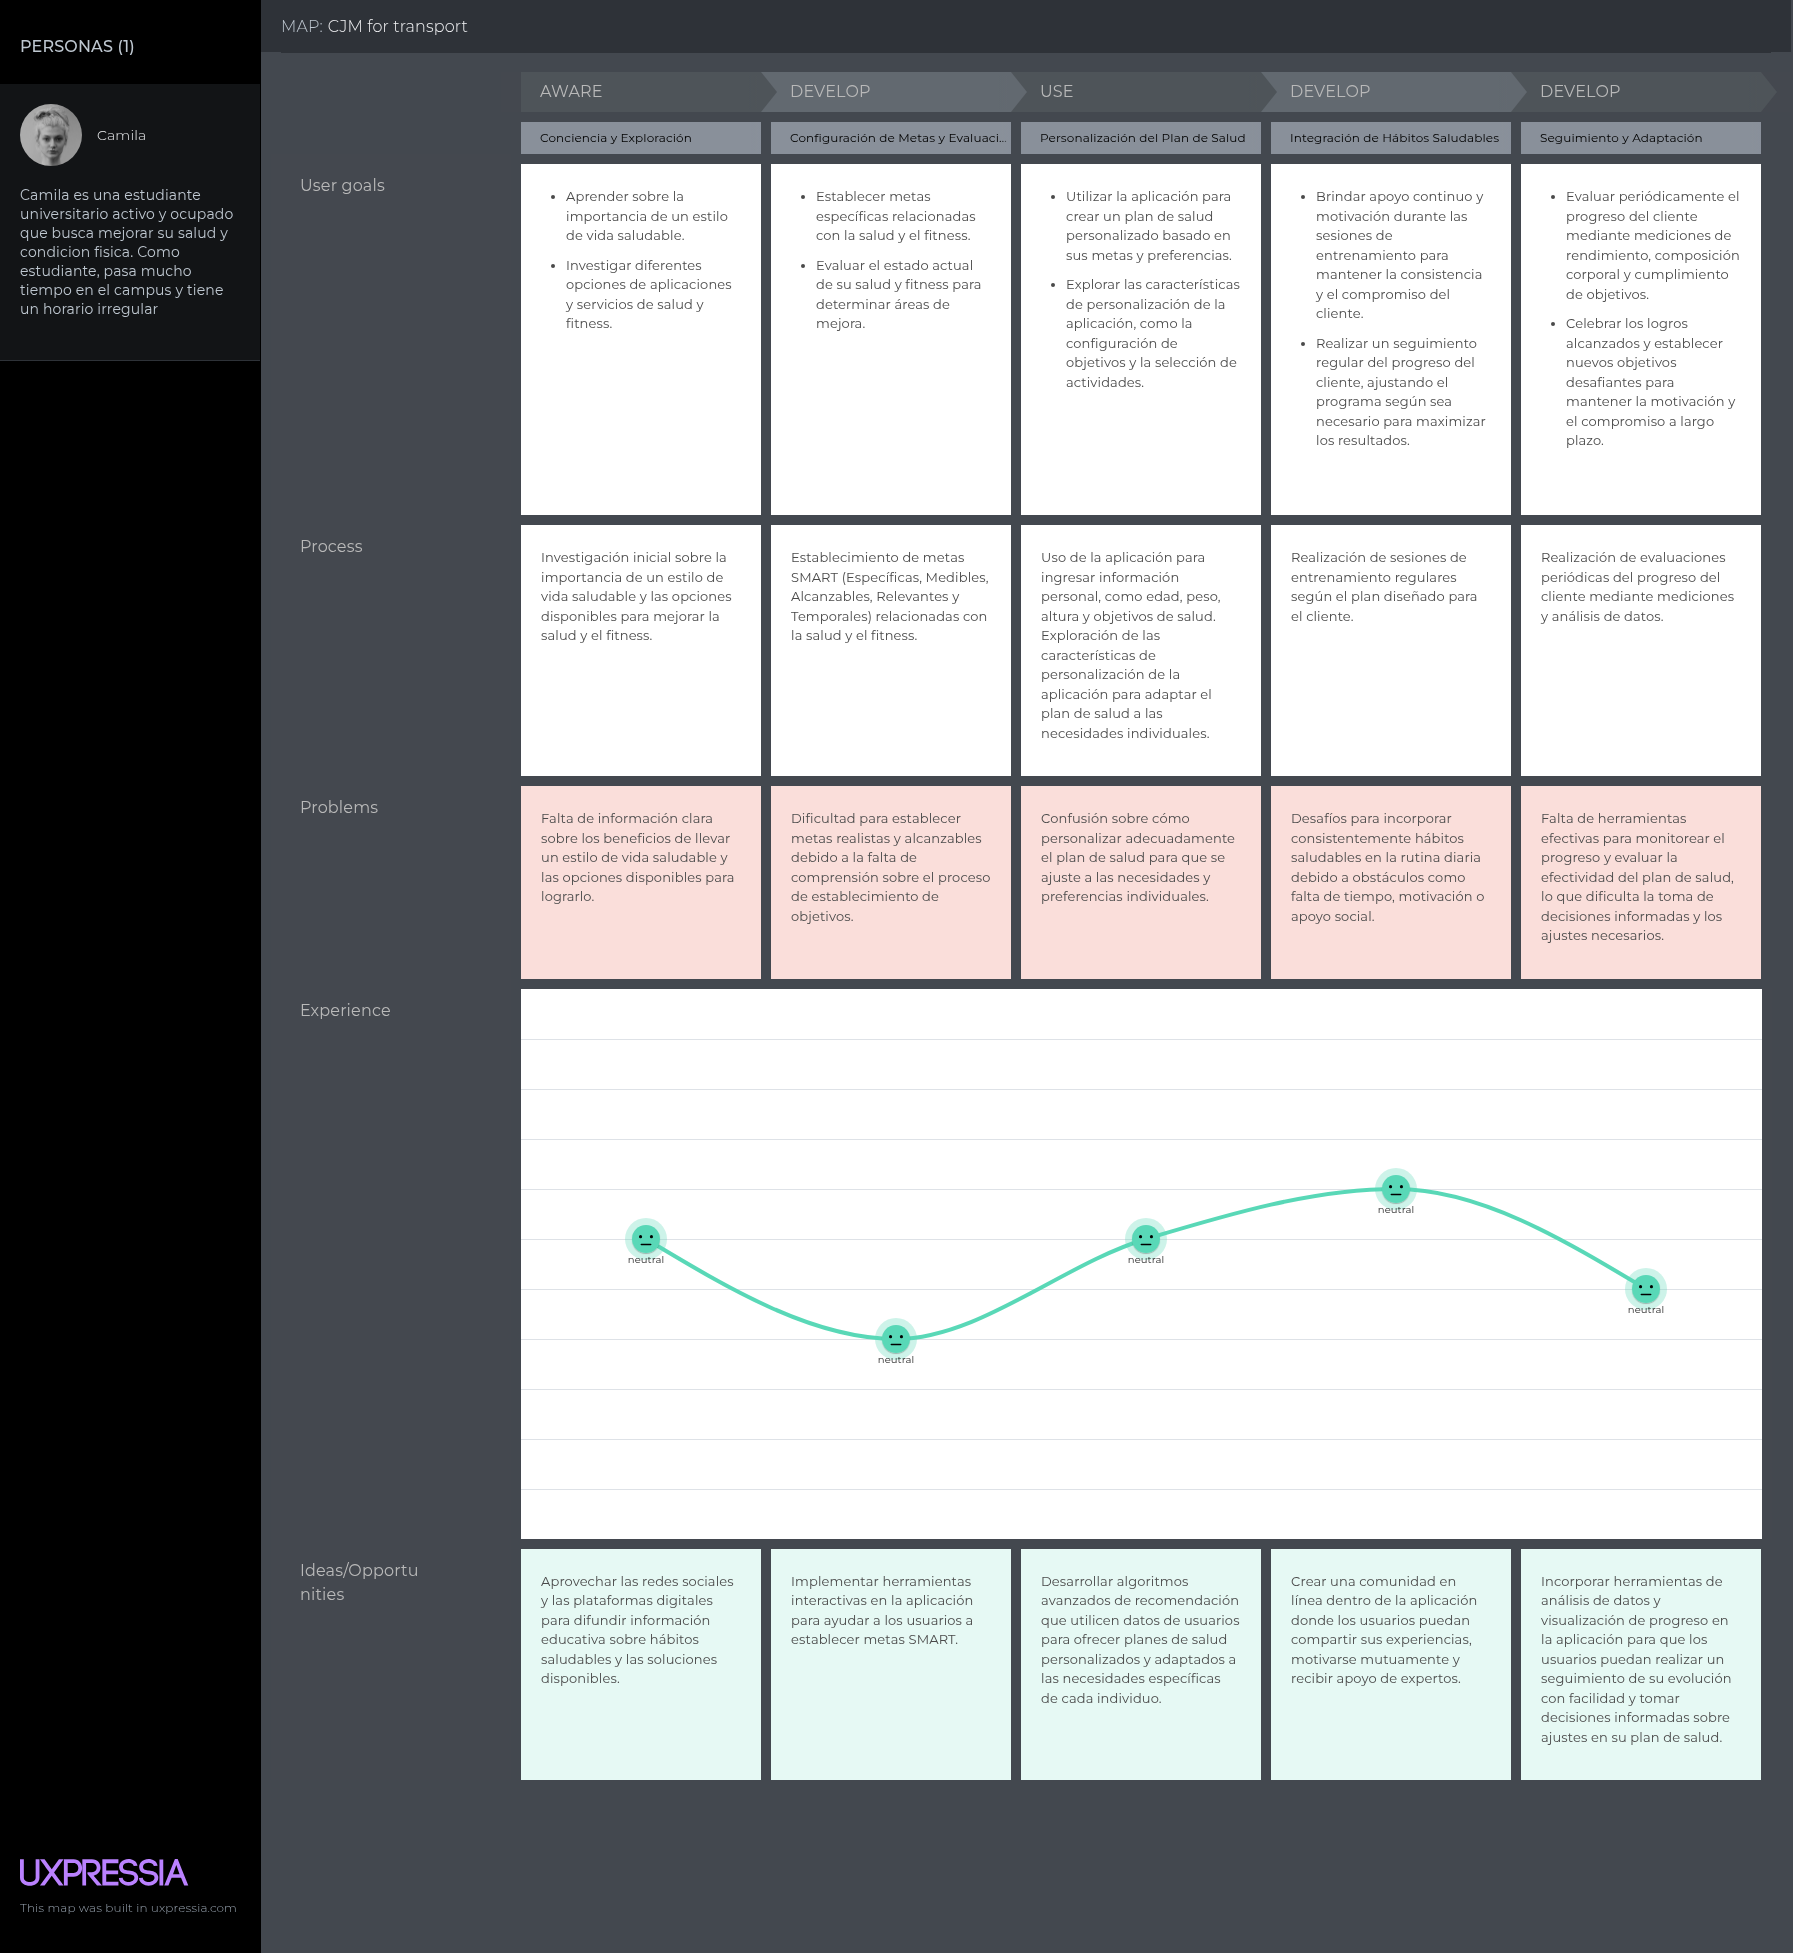 PERSONAS (1)
Camila
Camila es una estudiante
universitario activo y ocupado
que busca mejorar su salud y
condicion fisica. Como
estudiante, pasa mucho
tiempo en el campus y tiene
un horario irregular
MAP: CJM for transport
AWARE
DEVELOP
USE
DEVELOP
DEVELOP
Conciencia y Exploración
Configuración de Metas y Evaluaci...
Personalización del Plan de Salud
Integración de Hábitos Saludables
Seguimiento y Adaptación
User goals
• Aprender sobre la
importancia de un estilo
de vida saludable.
• Investigar diferentes
opciones de aplicaciones
y servicios de salud y
fitness.
• Establecer metas
específicas relacionadas
con la salud y el fitness.
• Evaluar el estado actual
de su salud y fitness para
determinar áreas de
mejora.
• Utilizar la aplicación para
crear un plan de salud
personalizado basado en
sus metas y preferencias.
• Explorar las características
de personalización de la
aplicación, como la
configuración de
objetivos y la selección de
actividades.
• Brindar apoyo continuo y
motivación durante las
sesiones de
entrenamiento para
mantener la consistencia
y el compromiso del
cliente.
• Realizar un seguimiento
regular del progreso del
cliente, ajustando el
programa según sea
necesario para maximizar
los resultados.
• Evaluar periódicamente el
progreso del cliente
mediante mediciones de
rendimiento, composición
corporal y cumplimiento
de objetivos.
• Celebrar los logros
alcanzados y establecer
nuevos objetivos
desafiantes para
mantener la motivación y
el compromiso a largo
plazo.
Process
Investigación inicial sobre la
importancia de un estilo de
vida saludable y las opciones
disponibles para mejorar la
salud y el fitness.
Establecimiento de metas
SMART (Específicas, Medibles,
Alcanzables, Relevantes y
Temporales) relacionadas con
la salud y el fitness.
Uso de la aplicación para
ingresar información
personal, como edad, peso,
altura y objetivos de salud.
Exploración de las
características de
personalización de la
aplicación para adaptar el
plan de salud a las
necesidades individuales.
Realización de sesiones de
entrenamiento regulares
según el plan diseñado para
el cliente.
Realización de evaluaciones
periódicas del progreso del
cliente mediante mediciones
y análisis de datos.
Problems
Falta de información clara
sobre los beneficios de llevar
un estilo de vida saludable y
las opciones disponibles para
lograrlo.
Dificultad para establecer
metas realistas y alcanzables
debido a la falta de
comprensión sobre el proceso
de establecimiento de
objetivos.
Confusión sobre cómo
personalizar adecuadamente
el plan de salud para que se
ajuste a las necesidades y
preferencias individuales.
Desafíos para incorporar
consistentemente hábitos
saludables en la rutina diaria
debido a obstáculos como
falta de tiempo, motivación o
apoyo social.
Falta de herramientas
efectivas para monitorear el
progreso y evaluar la
efectividad del plan de salud,
lo que dificulta la toma de
decisiones informadas y los
ajustes necesarios.
Experience
neutral
neutral
neutral
neutral
neutral
Ideas/Opportu
nities
Aprovechar las redes sociales
y las plataformas digitales
para difundir información
educativa sobre hábitos
saludables y las soluciones
disponibles.
Implementar herramientas
interactivas en la aplicación
para ayudar a los usuarios a
establecer metas SMART.
Desarrollar algoritmos
avanzados de recomendación
que utilicen datos de usuarios
para ofrecer planes de salud
personalizados y adaptados a
las necesidades específicas
de cada individuo.
Crear una comunidad en
línea dentro de la aplicación
donde los usuarios puedan
compartir sus experiencias,
motivarse mutuamente y
recibir apoyo de expertos.
Incorporar herramientas de
análisis de datos y
visualización de progreso en
la aplicación para que los
usuarios puedan realizar un
seguimiento de su evolución
con facilidad y tomar
decisiones informadas sobre
ajustes en su plan de salud.
UXPRESSIA
This map was built in uxpressia.com